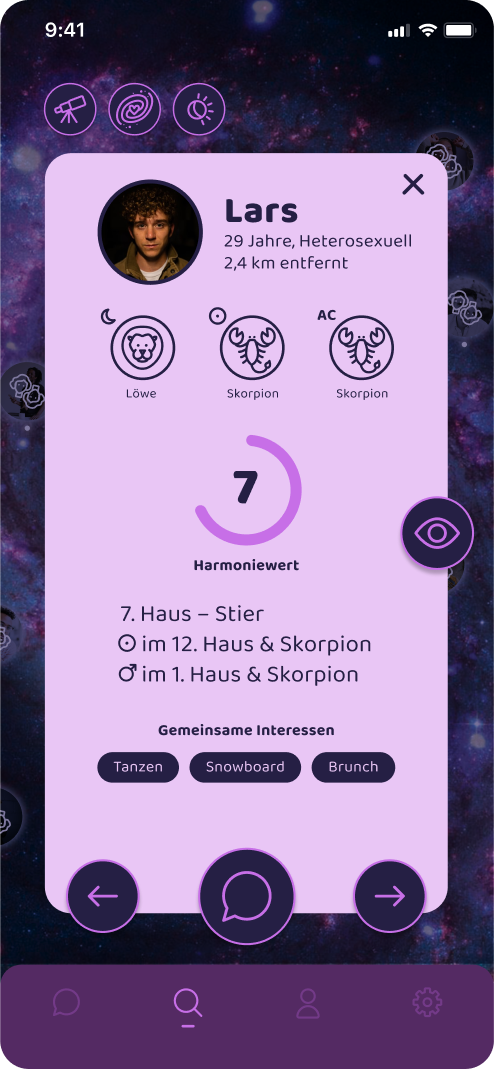 9:41
Lars
29 Jahre, Heterosexuell
2,4 km entfernt
AC
Löwe
Skorpion
Skorpion
7
Harmoniewert
7. Haus – Stier
☉ im 12. Haus & Skorpion
♂ im 1. Haus & Skorpion
Gemeinsame Interessen
Tanzen
Snowboard
Brunch